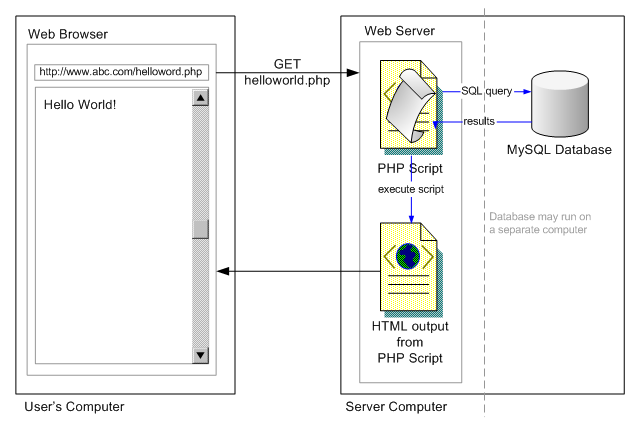 Web Browser
http://www.abc.com/helloword.php
Hello World!
User's Computer
GET
helloworld.php
Web Server
PHP Script
execute script
HTML output
from
PHP Script
SQL query
results
MySQL Database
Database may run on
a separate computer
Server Computer